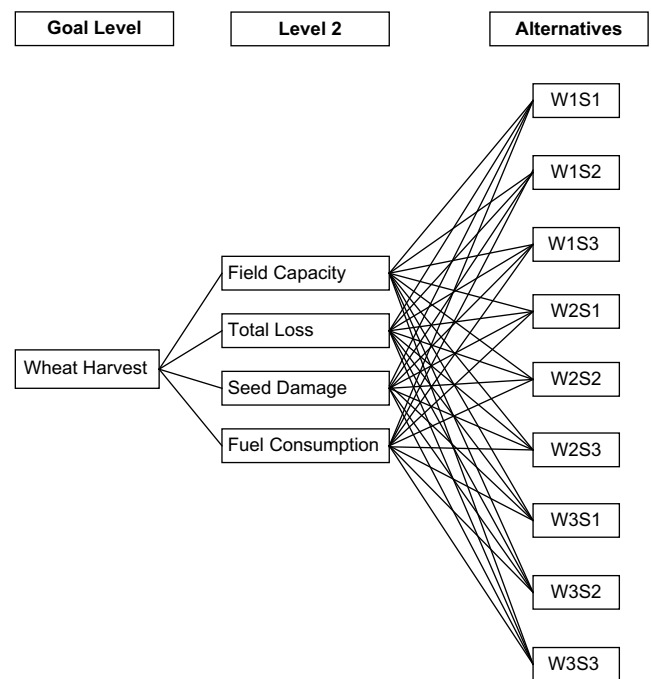 Goal Level
Level 2
Alternatives
W1S1
W1S2
W1S3
Field Capacity
W2S1
Total Loss
Wheat Harvest
W2S2
Seed Damage
Fuel Consumption
W2S3
W3S1
W3S2
W3S3